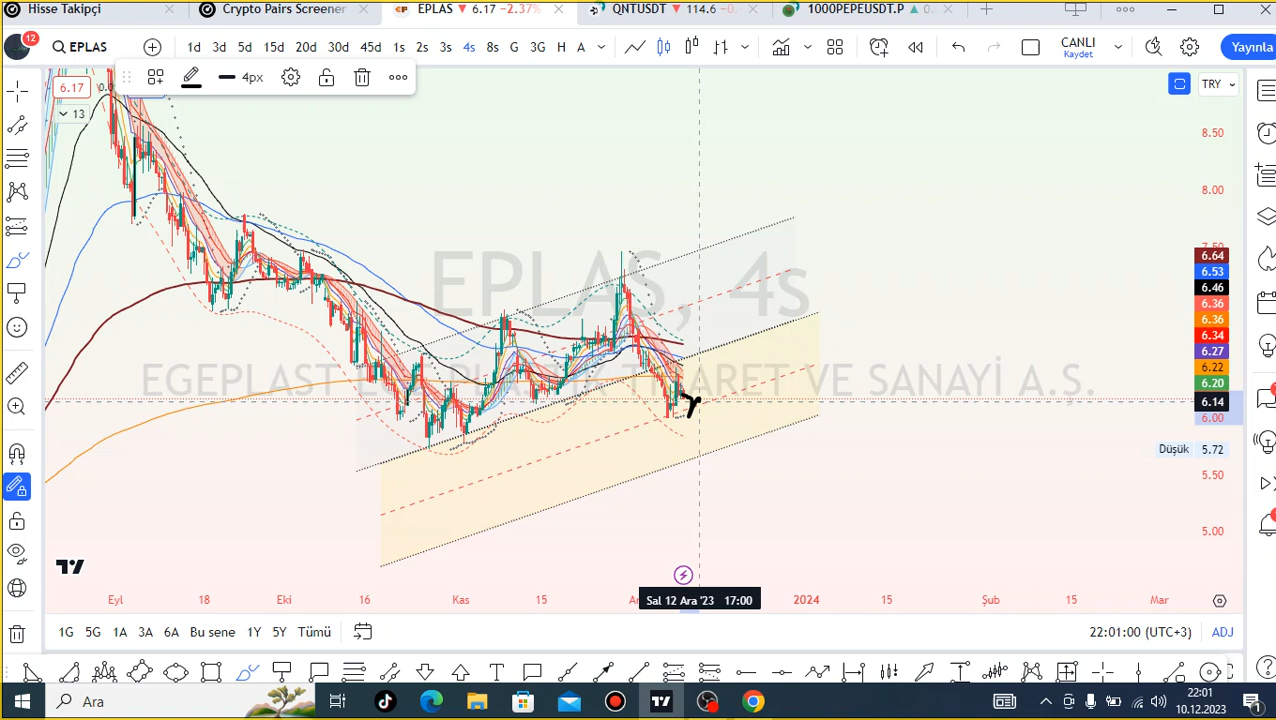 Hisse Takipçi
Crypto Pairs Screener
EPLAS 6.17 −2.37%
QNTUSDT 114.6
1000PEPEUSDT.P
12
EPLAS
1d 3d 5d 15d 20d 30d 45d 1s 2s 3s 4s 8s G 3G H A
CANLI
Kaydet
Yayınla
6.17
4px
13
TRY
8.50
8.00
7.50
6.64
6.53
6.46
6.36
6.36
6.34
6.27
6.22
6.20
6.14
6.00
Düşük 5.72
5.50
5.00
EPLAS, 4s
Sal 12 Ara '23 17:00
Eyl 18 Eki 16 Kas 15 2024 15 Şub 15 Mar
1G 5G 1A 3A 6A Bu sene 1Y 5Y Tümü
22:01:00 (UTC+3) ADJ
Ara
22:01
10.12.2023